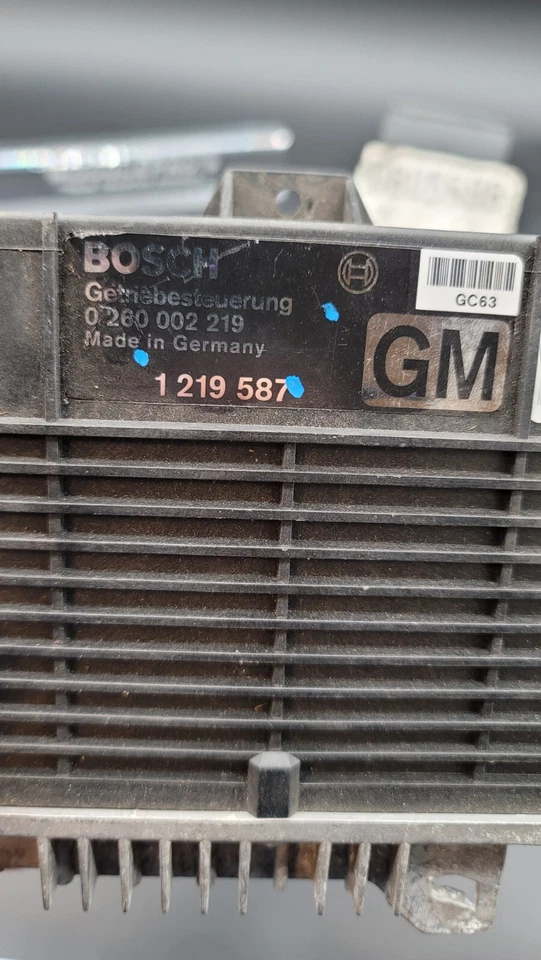 BOSCH
Getriebesteuerung
0 260 002 219
Made in Germany
1 219 587
GC63
GM